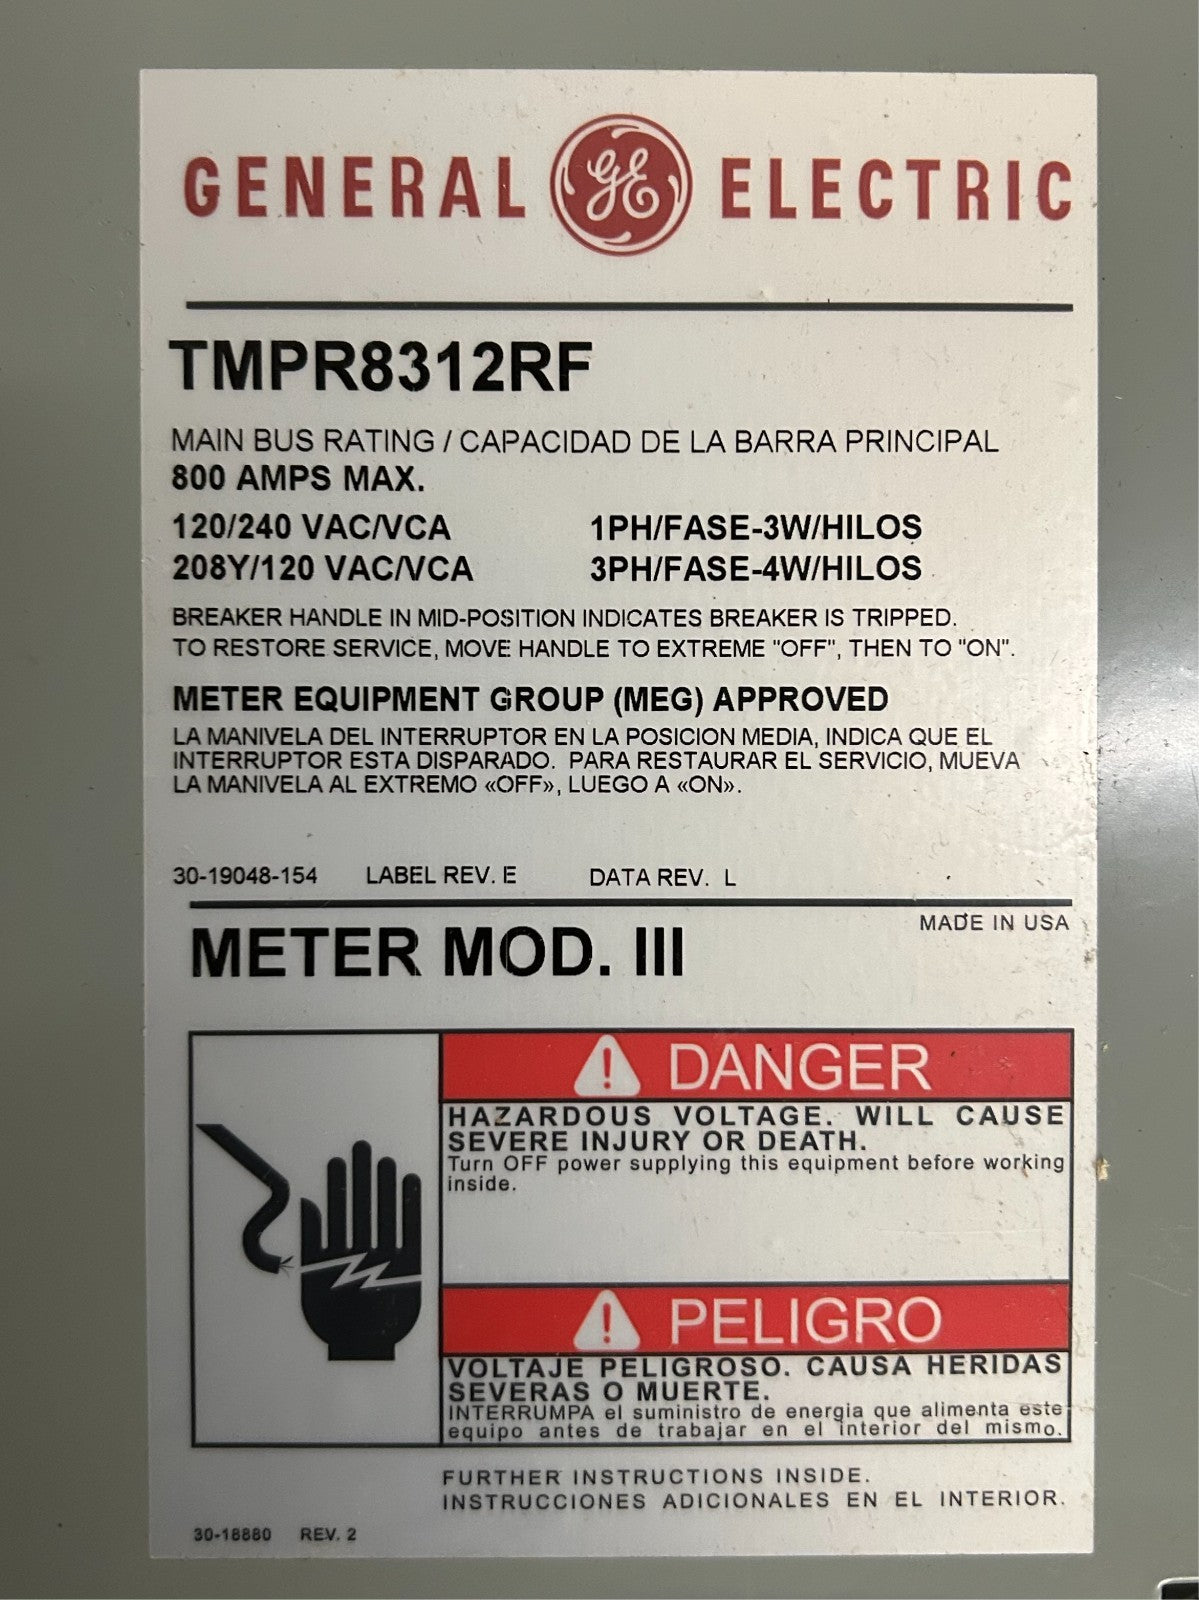 GENERAL GE ELECTRIC
TMPR8312RF
MAIN BUS RATING / CAPACIDAD DE LA BARRA PRINCIPAL
800 AMPS MAX.
120/240 VAC/VCA 1PH/FASE-3W/HILOS
208Y/120 VAC/VCA 3PH/FASE-4W/HILOS
BREAKER HANDLE IN MID-POSITION INDICATES BREAKER IS TRIPPED.
TO RESTORE SERVICE, MOVE HANDLE TO EXTREME "OFF", THEN TO "ON".
METER EQUIPMENT GROUP (MEG) APPROVED
LA MANIVELA DEL INTERRUPTOR EN LA POSICION MEDIA, INDICA QUE EL
INTERRUPTOR ESTA DISPARADO. PARA RESTAURAR EL SERVICIO, MUEVA
LA MANIVELA AL EXTREMO «OFF», LUEGO A «ON».
30-19048-154 LABEL REV. E DATA REV. L
MADE IN USA
METER MOD. III
DANGER
HAZARDOUS VOLTAGE. WILL CAUSE
SEVERE INJURY OR DEATH.
Turn OFF power supplying this equipment before working
inside.
PELIGRO
VOLTAJE PELIGROSO. CAUSA HERIDAS
SEVERAS O MUERTE.
INTERRUMPA el suministro de energia que alimenta este
equipo antes de trabajar en el interior del mismo.
FURTHER INSTRUCTIONS INSIDE.
INSTRUCCIONES ADICIONALES EN EL INTERIOR.
30-18880 REV. 2